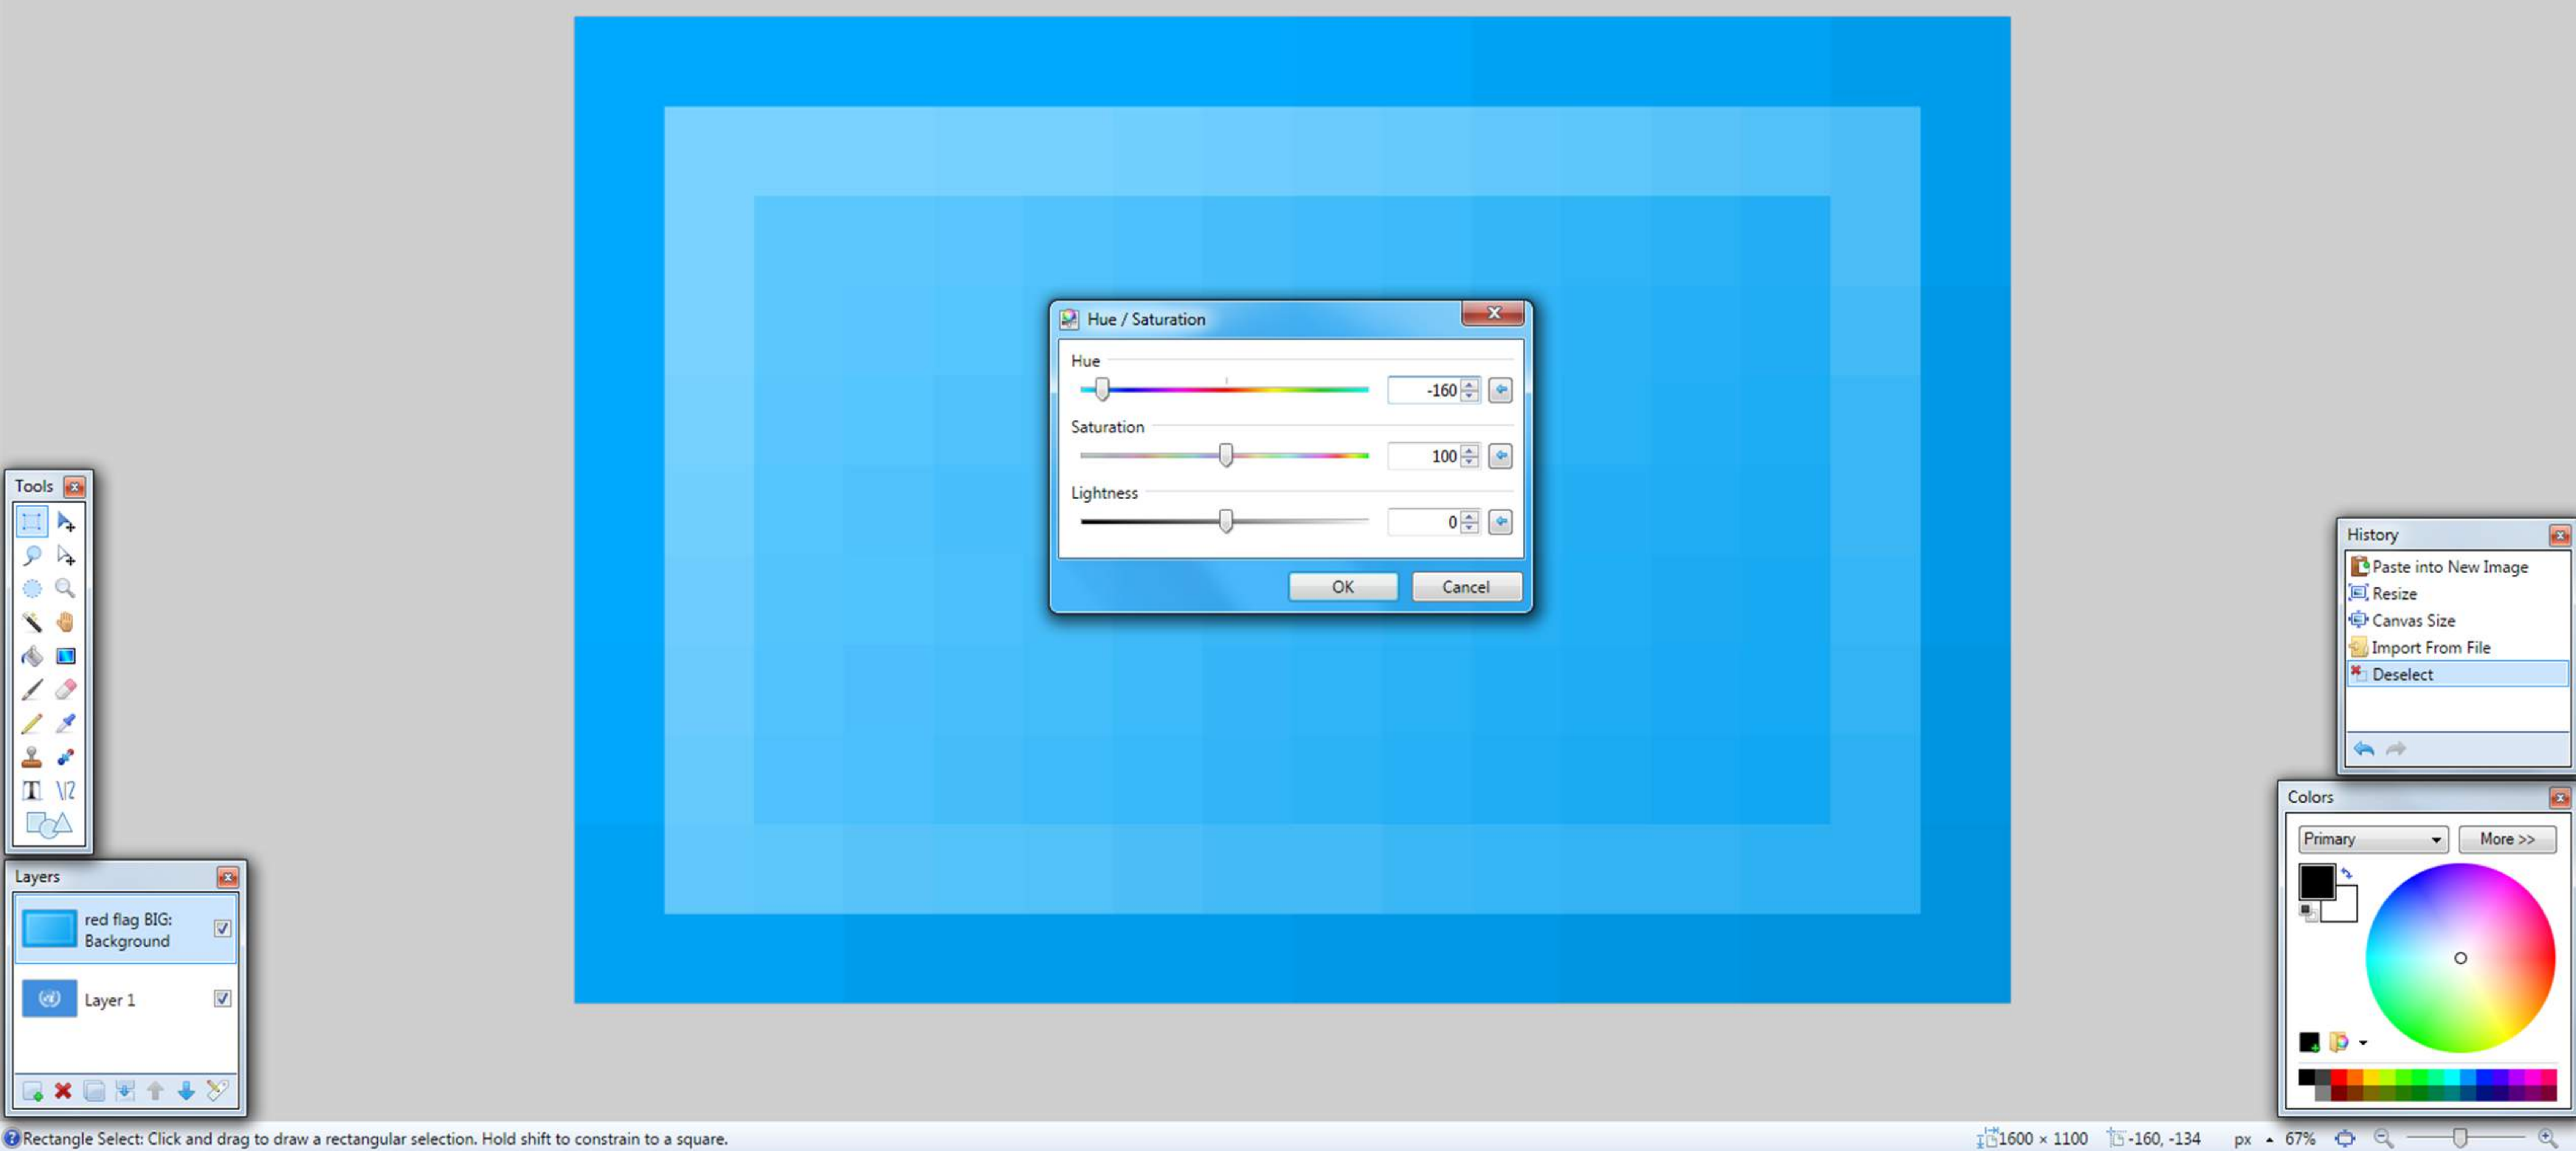 Hue / Saturation
Hue
-160
Saturation
100
Lightness
0
OK
Cancel
Tools
Layers
red flag BIG:
Background
Layer 1
History
Paste into New Image
Resize
Canvas Size
Import From File
Deselect
Colors
Primary
More >>
Rectangle Select: Click and drag to draw a rectangular selection. Hold shift to constrain to a square.
1600 × 1100
-160, -134
px
67%